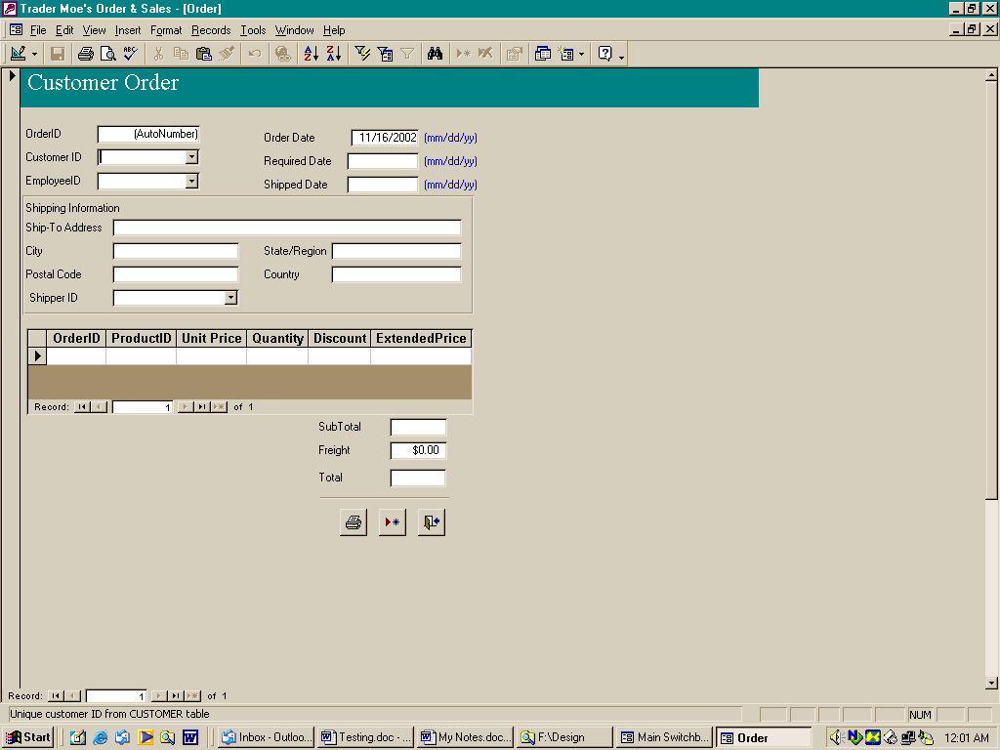 Trader Moe's Order & Sales - [Order]
File Edit View Insert Format Records Tools Window Help
Customer Order
OrderID (AutoNumber)
Order Date 11/16/2002 (mm/dd/yy)
Customer ID
Required Date (mm/dd/yy)
EmployeeID
Shipped Date (mm/dd/yy)
Shipping Information
Ship-To Address
City State/Region
Postal Code Country
Shipper ID
OrderID ProductID Unit Price Quantity Discount ExtendedPrice
Record: 1 of 1
SubTotal
Freight $0.00
Total
Record: 1 of 1
Unique customer ID from CUSTOMER table NUM
Start Inbox - Outloo... Testing.doc - ... My Notes.doc... F:\Design Main Switchb... Order 12:01 AM